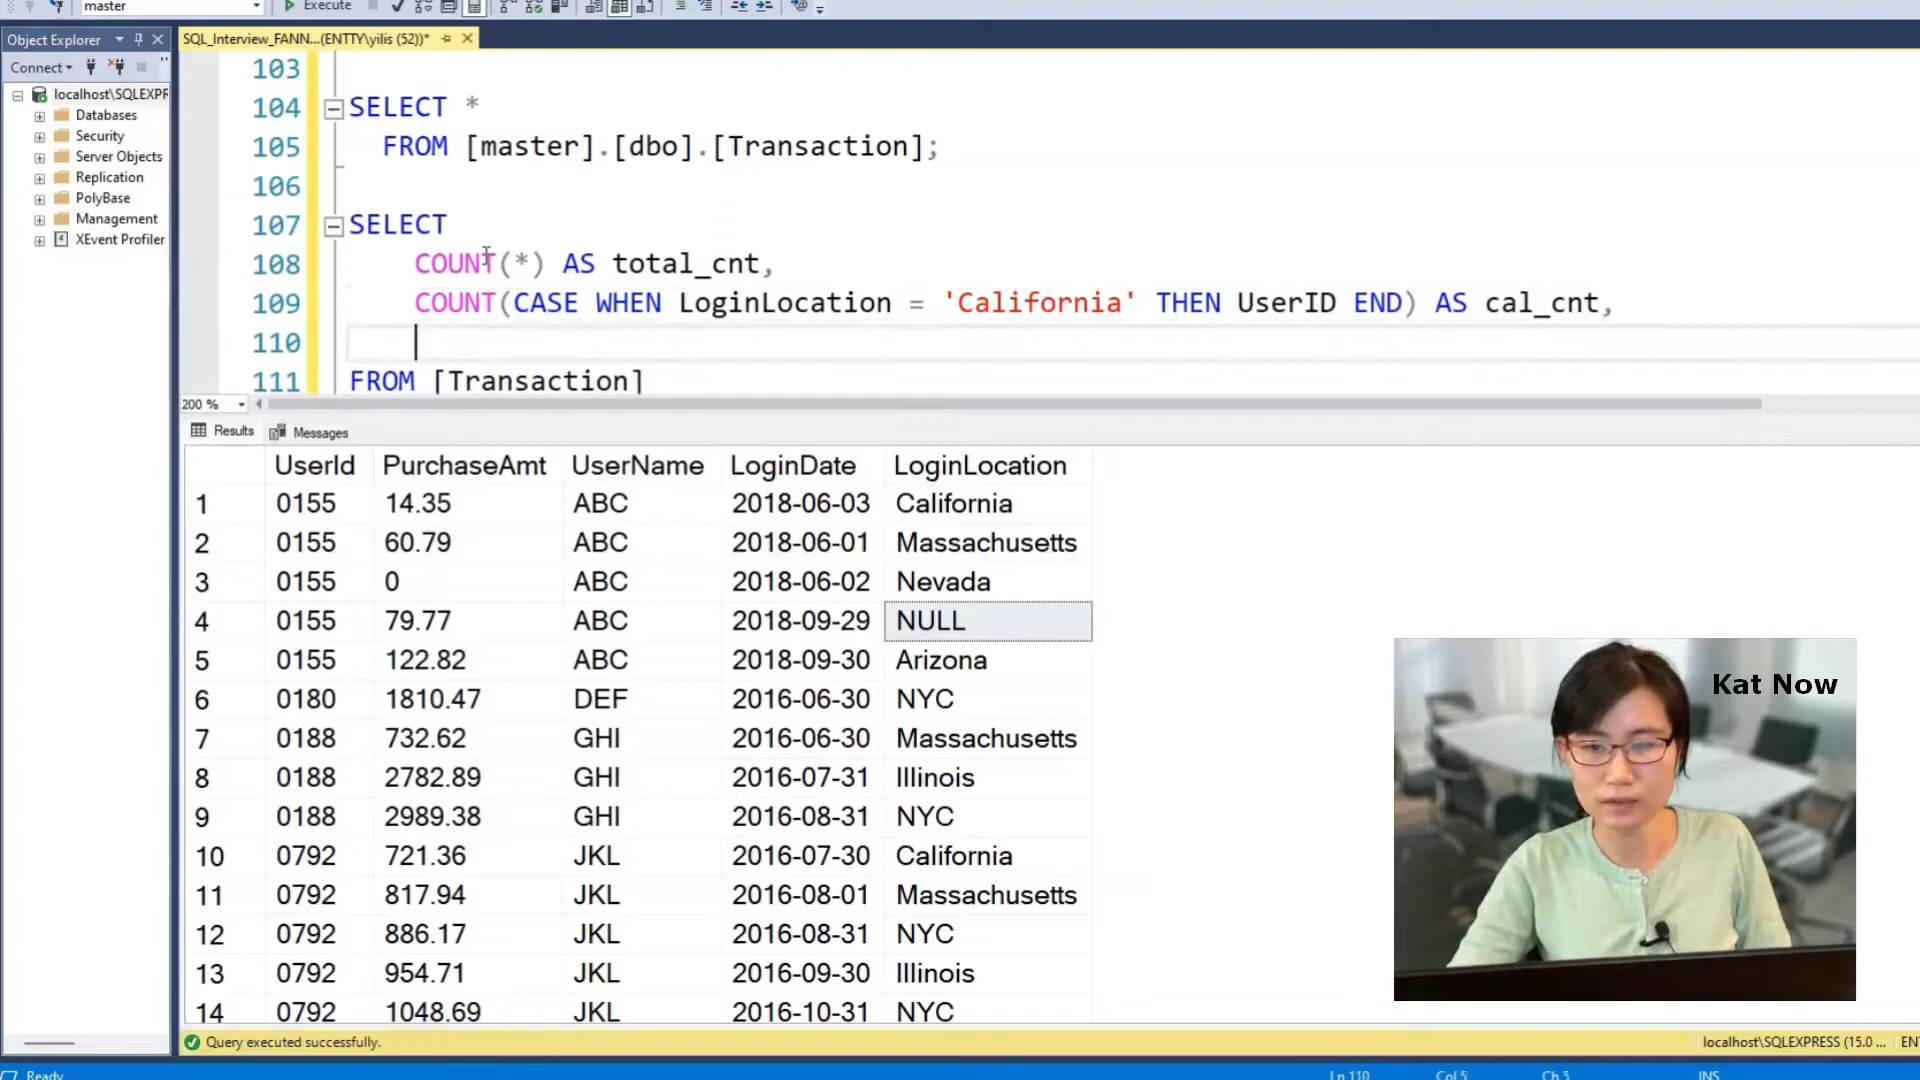 master
Execute
Object Explorer
SQL_Interview_FANN...(ENTTY\yilis (52))*
Connect
localhost\SQLEXPR
Databases
Security
Server Objects
Replication
PolyBase
Management
XEvent Profiler
103
104 SELECT *
105 FROM [master].[dbo].[Transaction];
106
107 SELECT
108 COUNT(*) AS total_cnt,
109 COUNT(CASE WHEN LoginLocation = 'California' THEN UserID END) AS cal_cnt,
110
111 FROM [Transaction]
200 %
Results Messages
UserId PurchaseAmt UserName LoginDate LoginLocation
1 0155 14.35 ABC 2018-06-03 California
2 0155 60.79 ABC 2018-06-01 Massachusetts
3 0155 0 ABC 2018-06-02 Nevada
4 0155 79.77 ABC 2018-09-29 NULL
5 0155 122.82 ABC 2018-09-30 Arizona
6 0180 1810.47 DEF 2016-06-30 NYC
7 0188 732.62 GHI 2016-06-30 Massachusetts
8 0188 2782.89 GHI 2016-07-31 Illinois
9 0188 2989.38 GHI 2016-08-31 NYC
10 0792 721.36 JKL 2016-07-30 California
11 0792 817.94 JKL 2016-08-01 Massachusetts
12 0792 886.17 JKL 2016-08-31 NYC
13 0792 954.71 JKL 2016-09-30 Illinois
14 0792 1048.69 JKL 2016-10-31 NYC
Kat Now
Query executed successfully.
localhost\SQLEXPRESS (15.0 ... EN
Ready
Ln 110 Col 5 Ch 5 INS